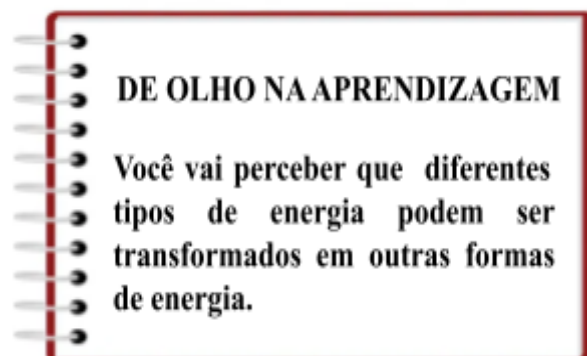 DE OLHO NA APRENDIZAGEM
Você vai perceber que diferentes
tipos de energia podem ser
transformados em outras formas
de energia.